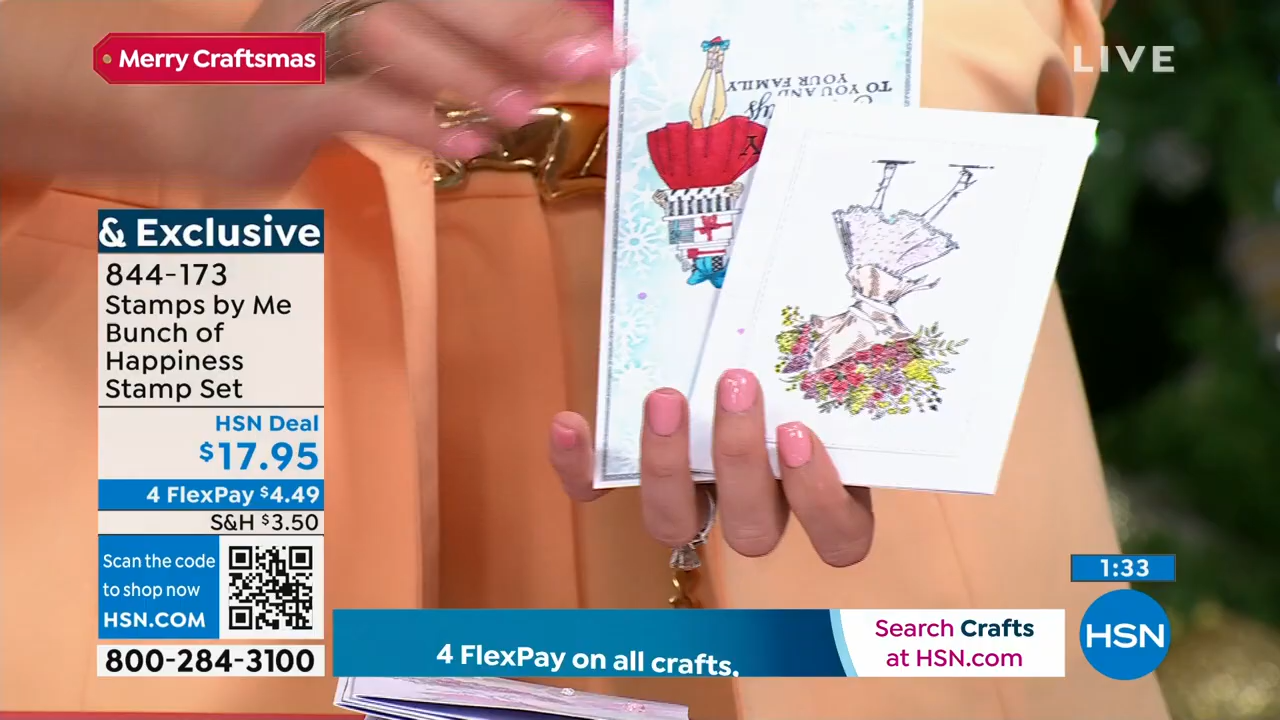 Merry Craftsmas
LIVE
TO YOU AND
YOUR FAMILY
& Exclusive
844-173
Stamps by Me
Bunch of
Happiness
Stamp Set
HSN Deal
$17.95
4 FlexPay $4.49
S&H $3.50
Scan the code
to shop now
HSN.COM
800-284-3100
4 FlexPay on all crafts.
Search Crafts
at HSN.com
1:33
HSN